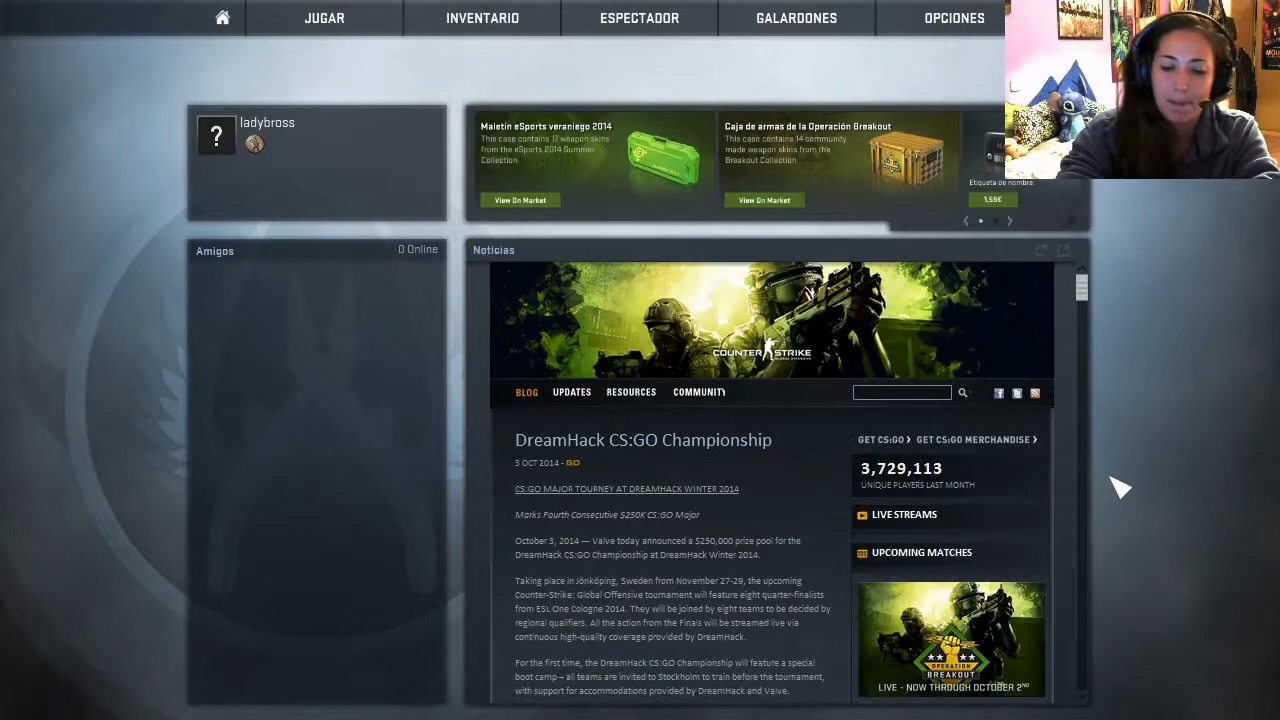 JUGAR
INVENTARIO
ESPECTADOR
GALARDONES
OPCIONES
?
ladybross
Maletín eSports veraniego 2014
This case contains 17 weapon skins
from the eSports 2014 Summer
Collection
View On Market
Caja de armas de la Operación Breakout
This case contains 14 community
made weapon skins from the
Breakout Collection
View On Market
Etiqueta de nombre
1,59€
Amigos
0 Online
Noticias
COUNTER STRIKE
GLOBAL OFFENSIVE
BLOG
UPDATES
RESOURCES
COMMUNITY
DreamHack CS:GO Championship
3 OCT 2014 - GO
CS:GO MAJOR TOURNEY AT DREAMHACK WINTER 2014
Marks Fourth Consecutive $250K CS:GO Major
October 3, 2014 — Valve today announced a $250,000 prize pool for the
DreamHack CS:GO Championship at DreamHack Winter 2014.
Taking place in Jönköping, Sweden from November 27-29, the upcoming
Counter-Strike: Global Offensive tournament will feature eight quarter-finalists
from ESL One Cologne 2014. They will be joined by eight teams to be decided by
regional qualifiers. All the action from the Finals will be streamed live via
continuous high-quality coverage provided by DreamHack.
For the first time, the DreamHack CS:GO Championship will feature a special
boot camp – all teams are invited to Stockholm to train before the tournament,
with support for accommodations provided by DreamHack and Valve.
GET CS:GO
GET CS:GO MERCHANDISE
3,729,113
UNIQUE PLAYERS LAST MONTH
LIVE STREAMS
UPCOMING MATCHES
OPERATION
BREAKOUT
LIVE - NOW THROUGH OCTOBER 2ND